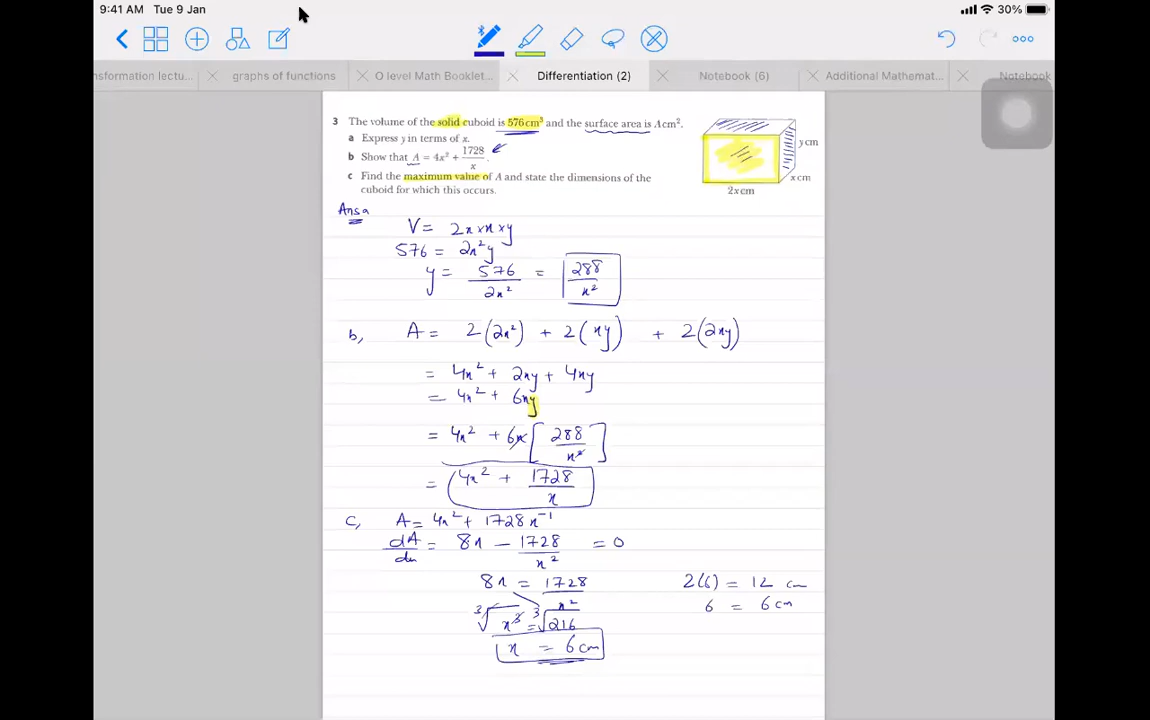 9:41 AM Tue 9 Jan
30%
nsformation lectu...
graphs of functions
O level Math Booklet...
Differentiation (2)
Notebook (6)
Additional Mathemat...
Notebook
3 The volume of the solid cuboid is 576 cm³ and the surface area is A cm².
a Express y in terms of x.
b Show that A = 4x² + 1728/x.
c Find the maximum value of A and state the dimensions of the
cuboid for which this occurs.
y cm
x cm
2x cm
Ansa
V = 2x × x × y
576 = 2x²y
y = 576/2x² = 288/x²
b, A = 2(2x²) + 2(xy) + 2(2xy)
= 4x² + 2xy + 4xy
= 4x² + 6xy
= 4x² + 6x[288/x²]
= (4x² + 1728/x
c, A = 4x² + 1728x⁻¹
dA/dx = 8x − 1728/x² = 0
8x = 1728/x²
³√x³ = ³√216
x = 6cm
2(6) = 12 cm
6 = 6cm